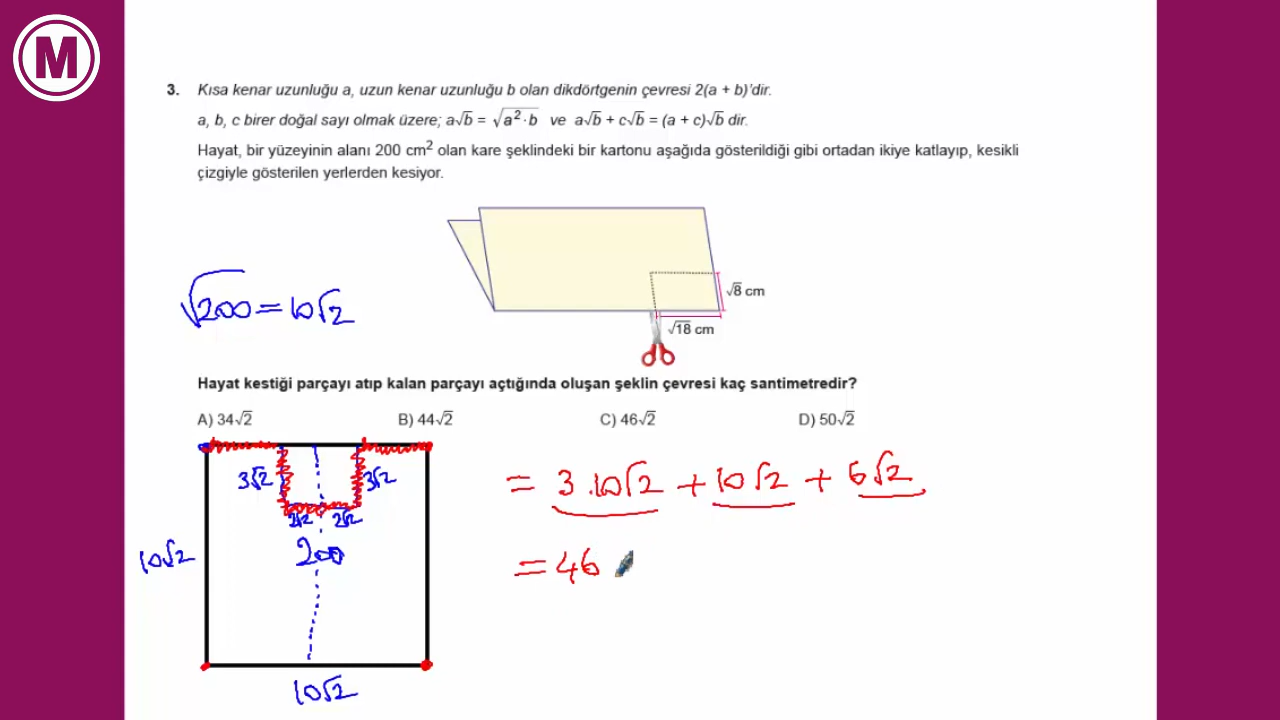 M
3. Kısa kenar uzunluğu a, uzun kenar uzunluğu b olan dikdörtgenin çevresi 2(a + b)'dir.
a, b, c birer doğal sayı olmak üzere; a√b = √a²·b ve a√b + c√b = (a + c)√b dir.
Hayat, bir yüzeyinin alanı 200 cm² olan kare şeklindeki bir kartonu aşağıda gösterildiği gibi ortadan ikiye katlayıp, kesikli
çizgiyle gösterilen yerlerden kesiyor.
√8 cm
√200 = 10√2
√18 cm
Hayat kestiği parçayı atıp kalan parçayı açtığında oluşan şeklin çevresi kaç santimetredir?
A) 34√2 B) 44√2 C) 46√2 D) 50√2
3√2 3√2
= 3.10√2 + 10√2 + 6√2
2√2 2√2
10√2 200
= 46
10√2